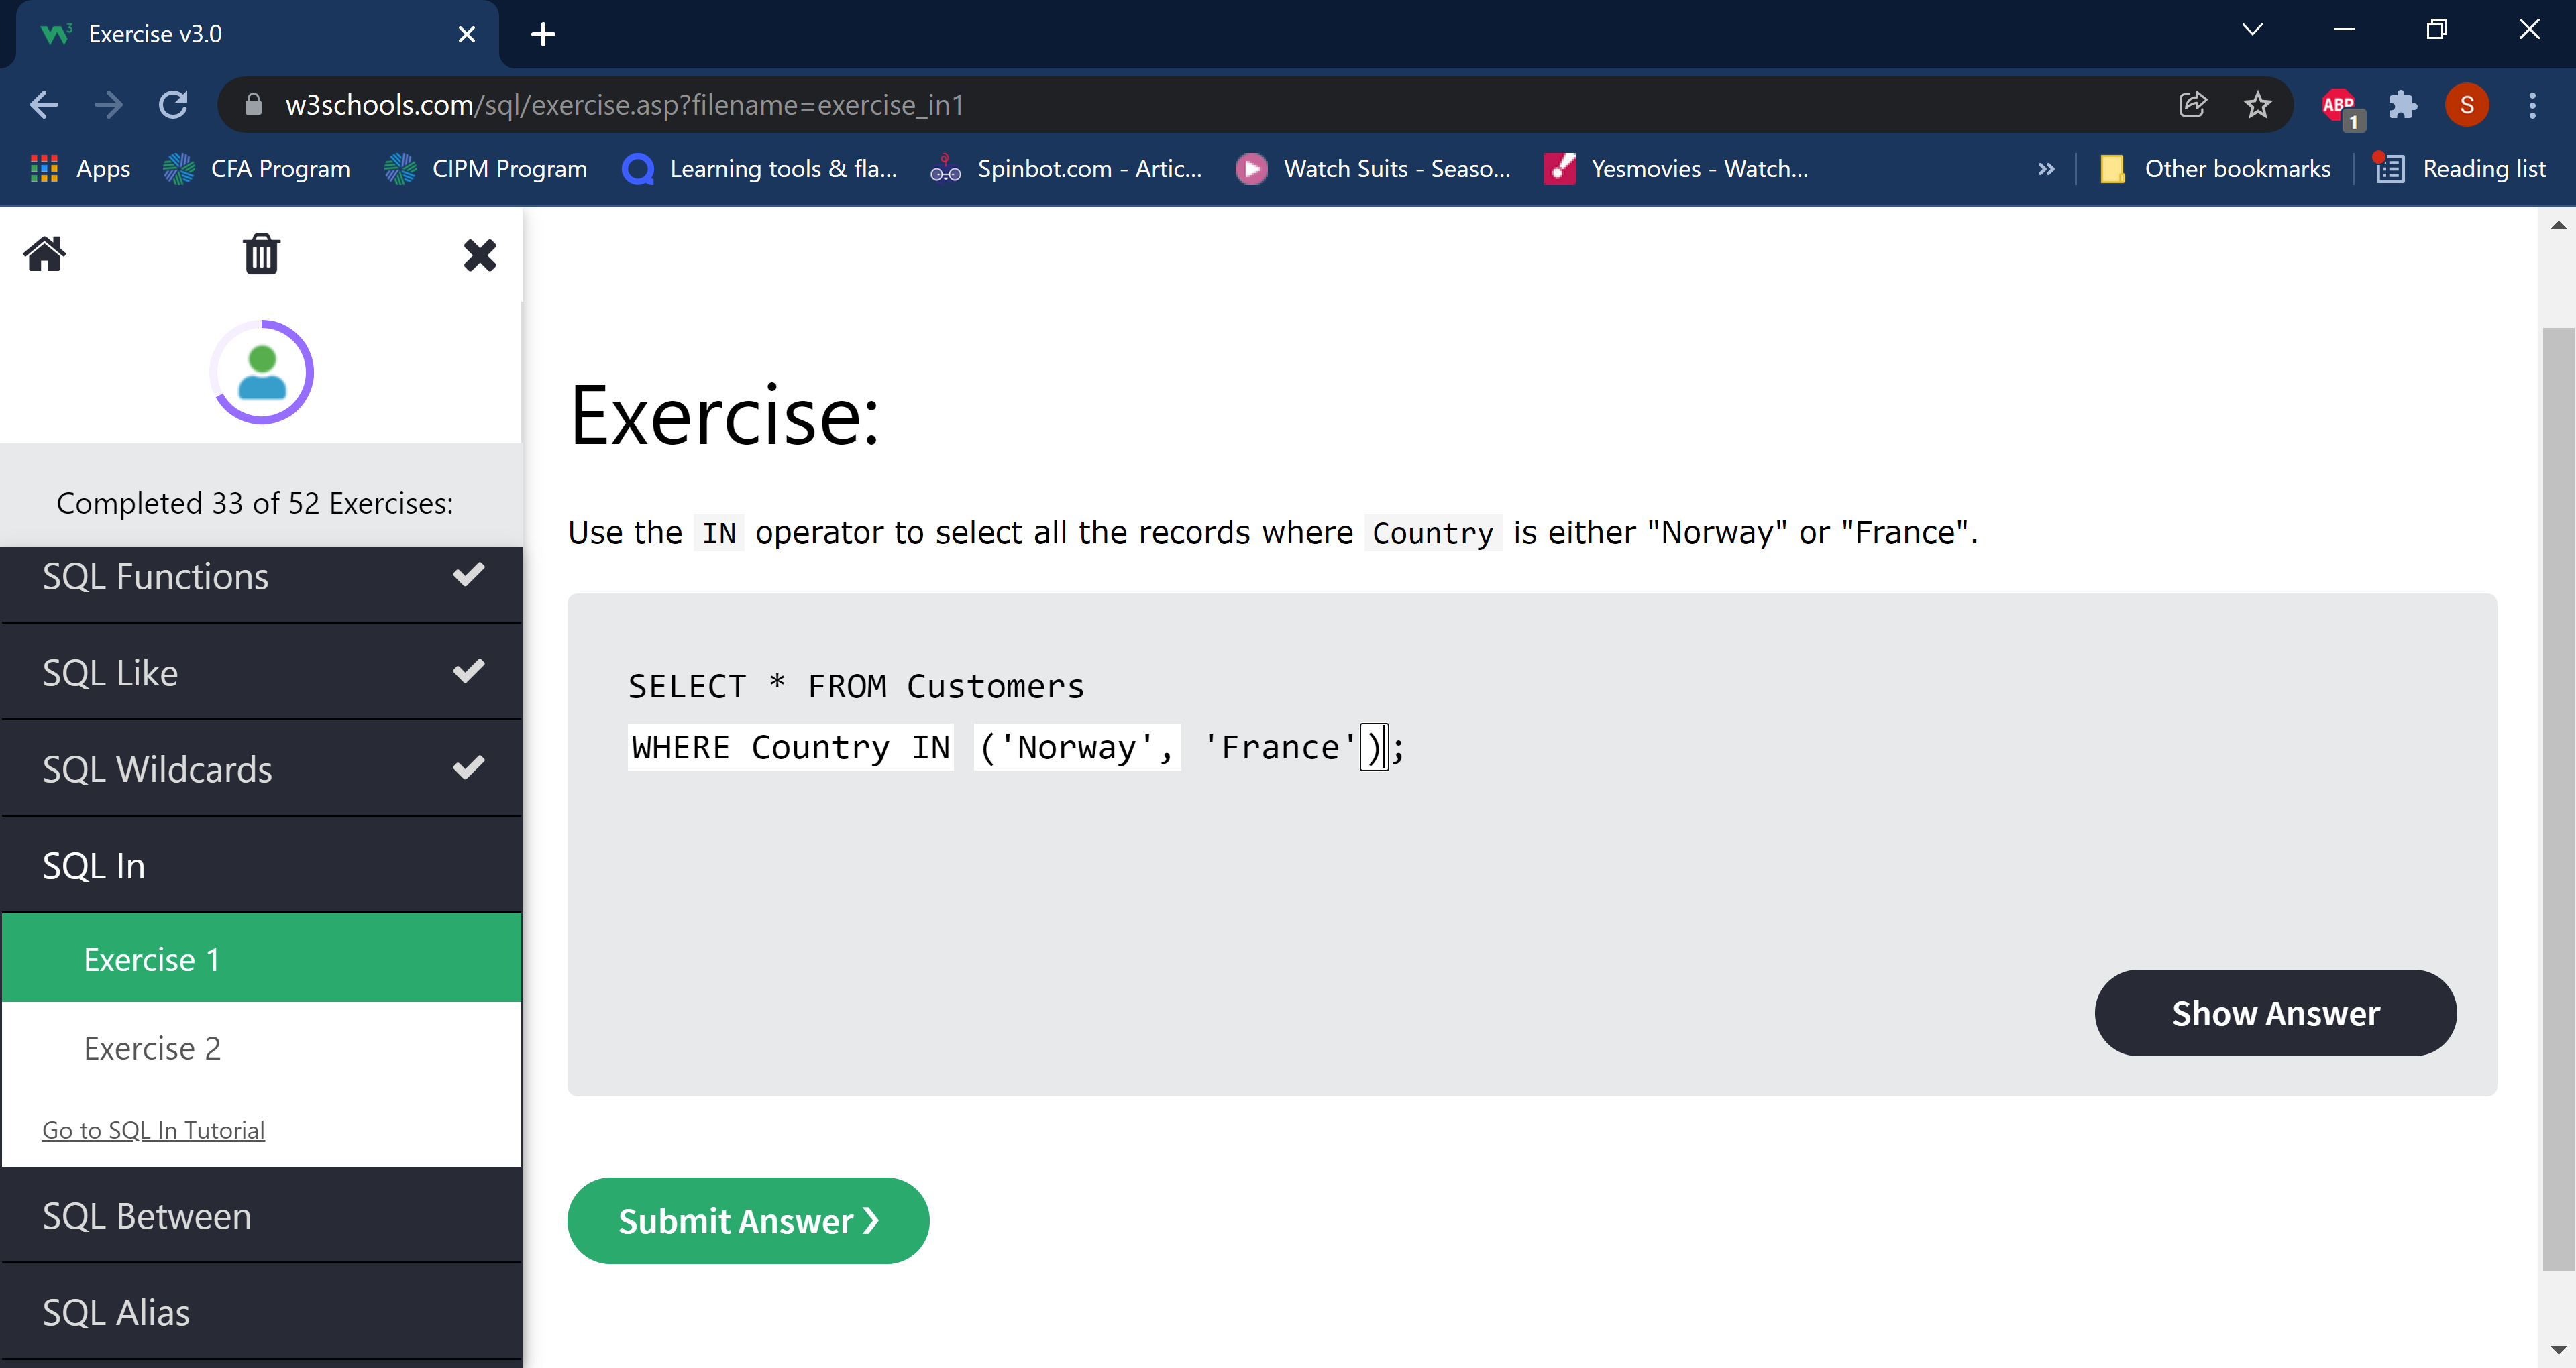 Exercise v3.0
w3schools.com/sql/exercise.asp?filename=exercise_in1
ABP
1
S
Apps
CFA Program
CIPM Program
Learning tools & fla...
Spinbot.com - Artic...
Watch Suits - Seaso...
Yesmovies - Watch...
»
Other bookmarks
Reading list
Completed 33 of 52 Exercises:
SQL Functions
SQL Like
SQL Wildcards
SQL In
Exercise 1
Exercise 2
Go to SQL In Tutorial
SQL Between
SQL Alias
Exercise:
Use the IN operator to select all the records where Country is either "Norway" or "France".
SELECT * FROM Customers
WHERE Country IN ('Norway', 'France');
Show Answer
Submit Answer ❯